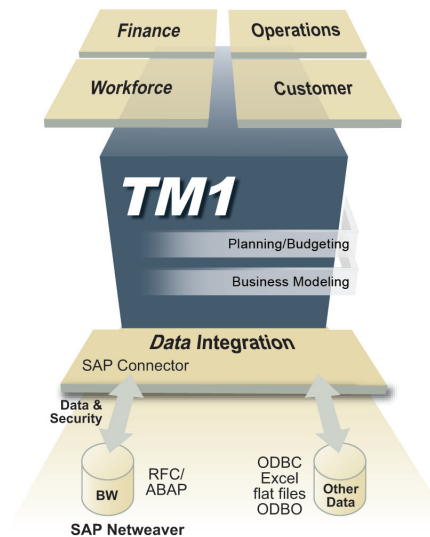 Finance
Operations
Workforce
Customer
TM1
Planning/Budgeting
Business Modeling
Data Integration
SAP Connector
Data &
Security
BW
RFC/
ABAP
SAP Netweaver
ODBC
Excel
flat files
ODBO
Other
Data